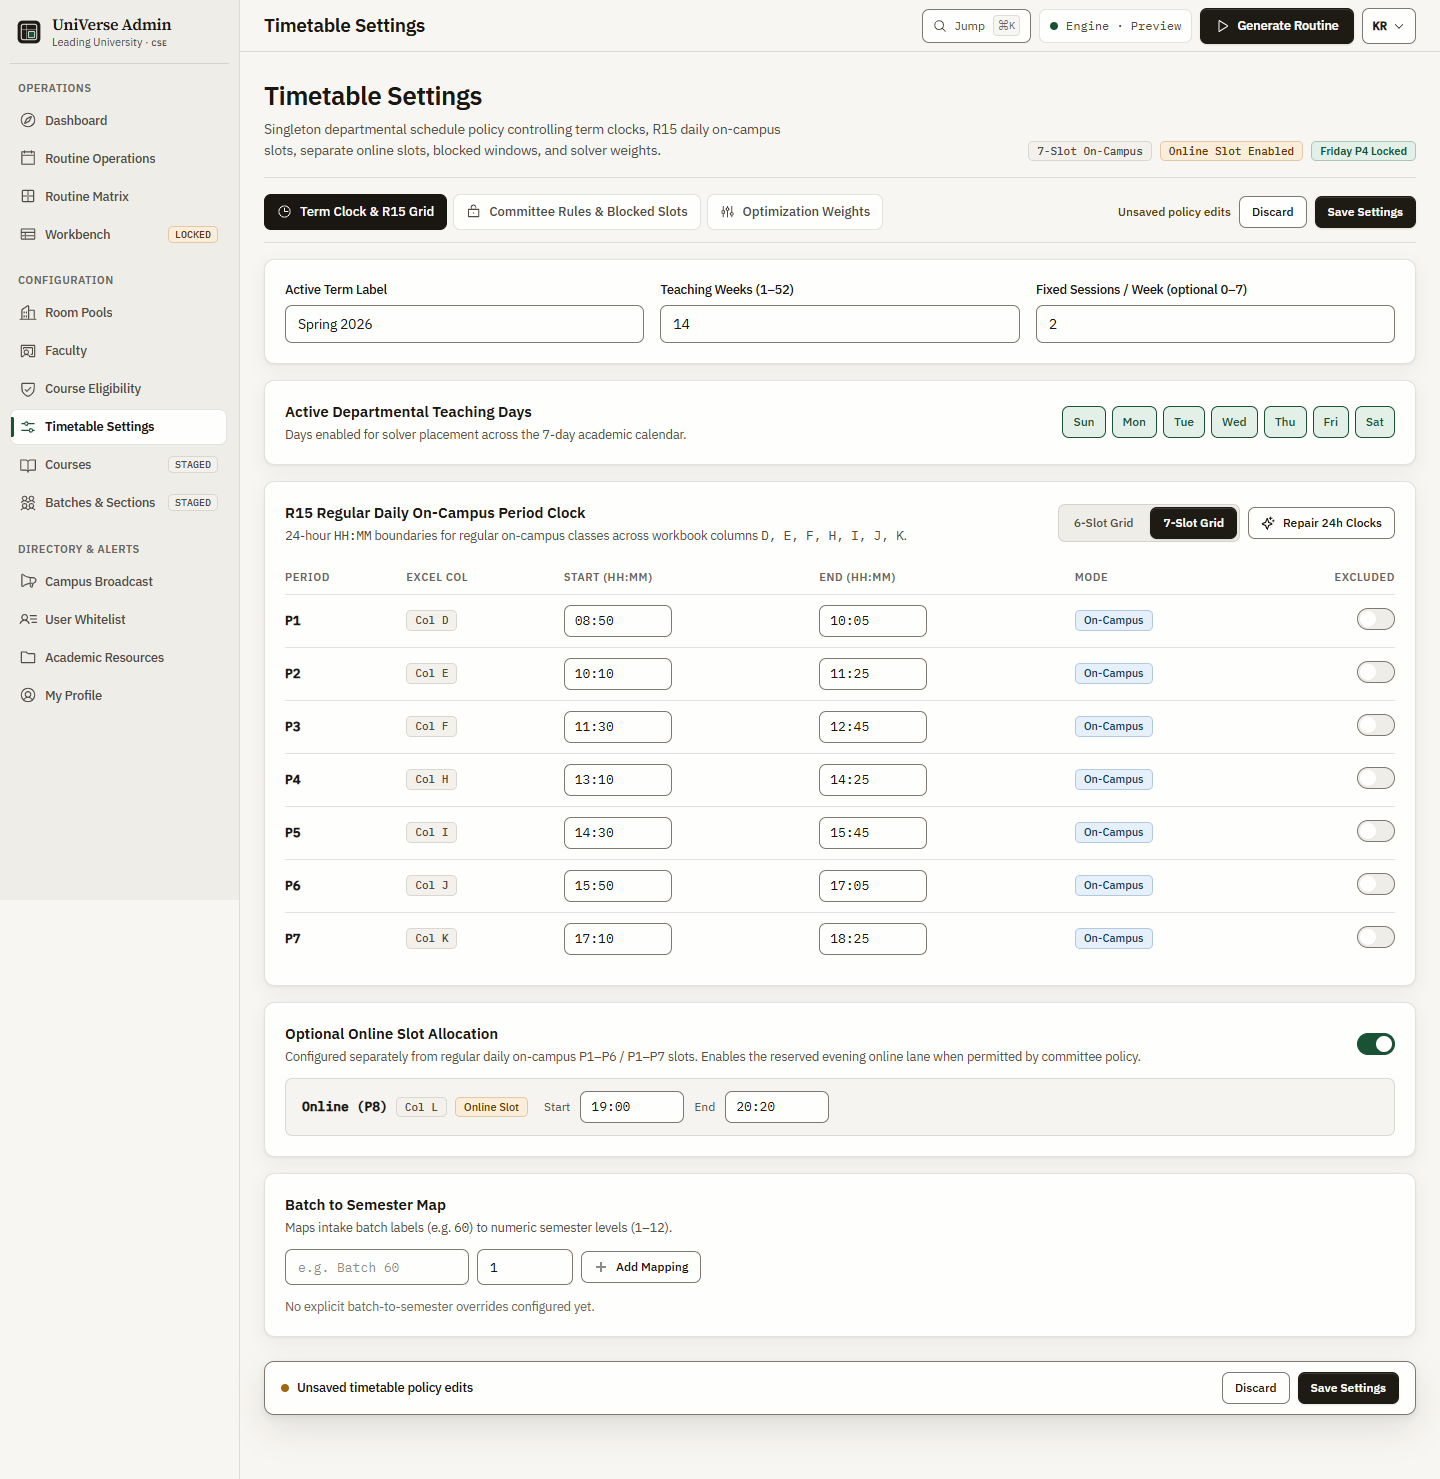 UniVerse Admin
Leading University · CSE
OPERATIONS
Dashboard
Routine Operations
Routine Matrix
Workbench LOCKED
CONFIGURATION
Room Pools
Faculty
Course Eligibility
Timetable Settings
Courses STAGED
Batches & Sections STAGED
DIRECTORY & ALERTS
Campus Broadcast
User Whitelist
Academic Resources
My Profile
Timetable Settings
Jump ⌘K
Engine · Preview
Generate Routine
KR
Timetable Settings
Singleton departmental schedule policy controlling term clocks, R15 daily on-campus
slots, separate online slots, blocked windows, and solver weights.
7-Slot On-Campus
Online Slot Enabled
Friday P4 Locked
Term Clock & R15 Grid
Committee Rules & Blocked Slots
Optimization Weights
Unsaved policy edits
Discard
Save Settings
Active Term Label
Spring 2026
Teaching Weeks (1–52)
14
Fixed Sessions / Week (optional 0–7)
2
Active Departmental Teaching Days
Days enabled for solver placement across the 7-day academic calendar.
Sun Mon Tue Wed Thu Fri Sat
R15 Regular Daily On-Campus Period Clock
24-hour HH:MM boundaries for regular on-campus classes across workbook columns D, E, F, H, I, J, K.
6-Slot Grid
7-Slot Grid
Repair 24h Clocks
PERIOD EXCEL COL START (HH:MM) END (HH:MM) MODE EXCLUDED
P1 Col D 08:50 10:05 On-Campus
P2 Col E 10:10 11:25 On-Campus
P3 Col F 11:30 12:45 On-Campus
P4 Col H 13:10 14:25 On-Campus
P5 Col I 14:30 15:45 On-Campus
P6 Col J 15:50 17:05 On-Campus
P7 Col K 17:10 18:25 On-Campus
Optional Online Slot Allocation
Configured separately from regular daily on-campus P1–P6 / P1–P7 slots. Enables the reserved evening online lane when permitted by committee policy.
Online (P8) Col L Online Slot Start 19:00 End 20:20
Batch to Semester Map
Maps intake batch labels (e.g. 60) to numeric semester levels (1–12).
e.g. Batch 60 1 Add Mapping
No explicit batch-to-semester overrides configured yet.
Unsaved timetable policy edits
Discard
Save Settings